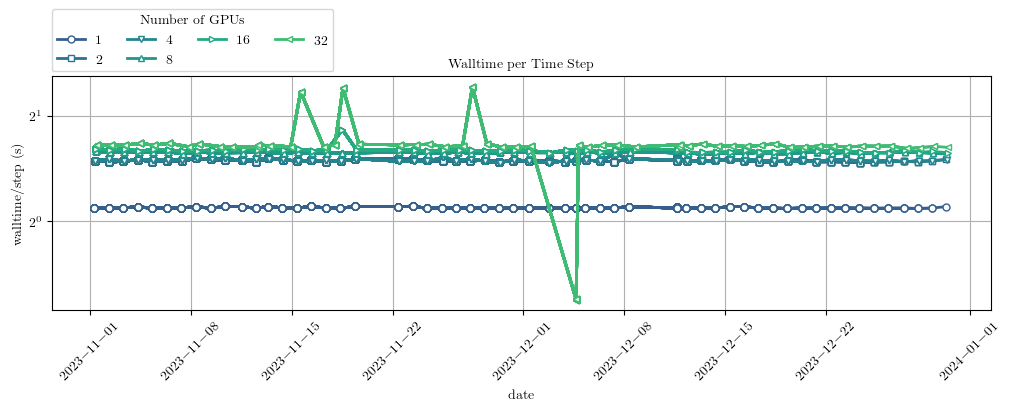 Number of GPUs
1 4 16 32
2 8
Walltime per Time Step
2^1
2^0
walltime/step (s)
2023−11−01 2023−11−08 2023−11−15 2023−11−22 2023−12−01 2023−12−08 2023−12−15 2023−12−22 2024−01−01
date